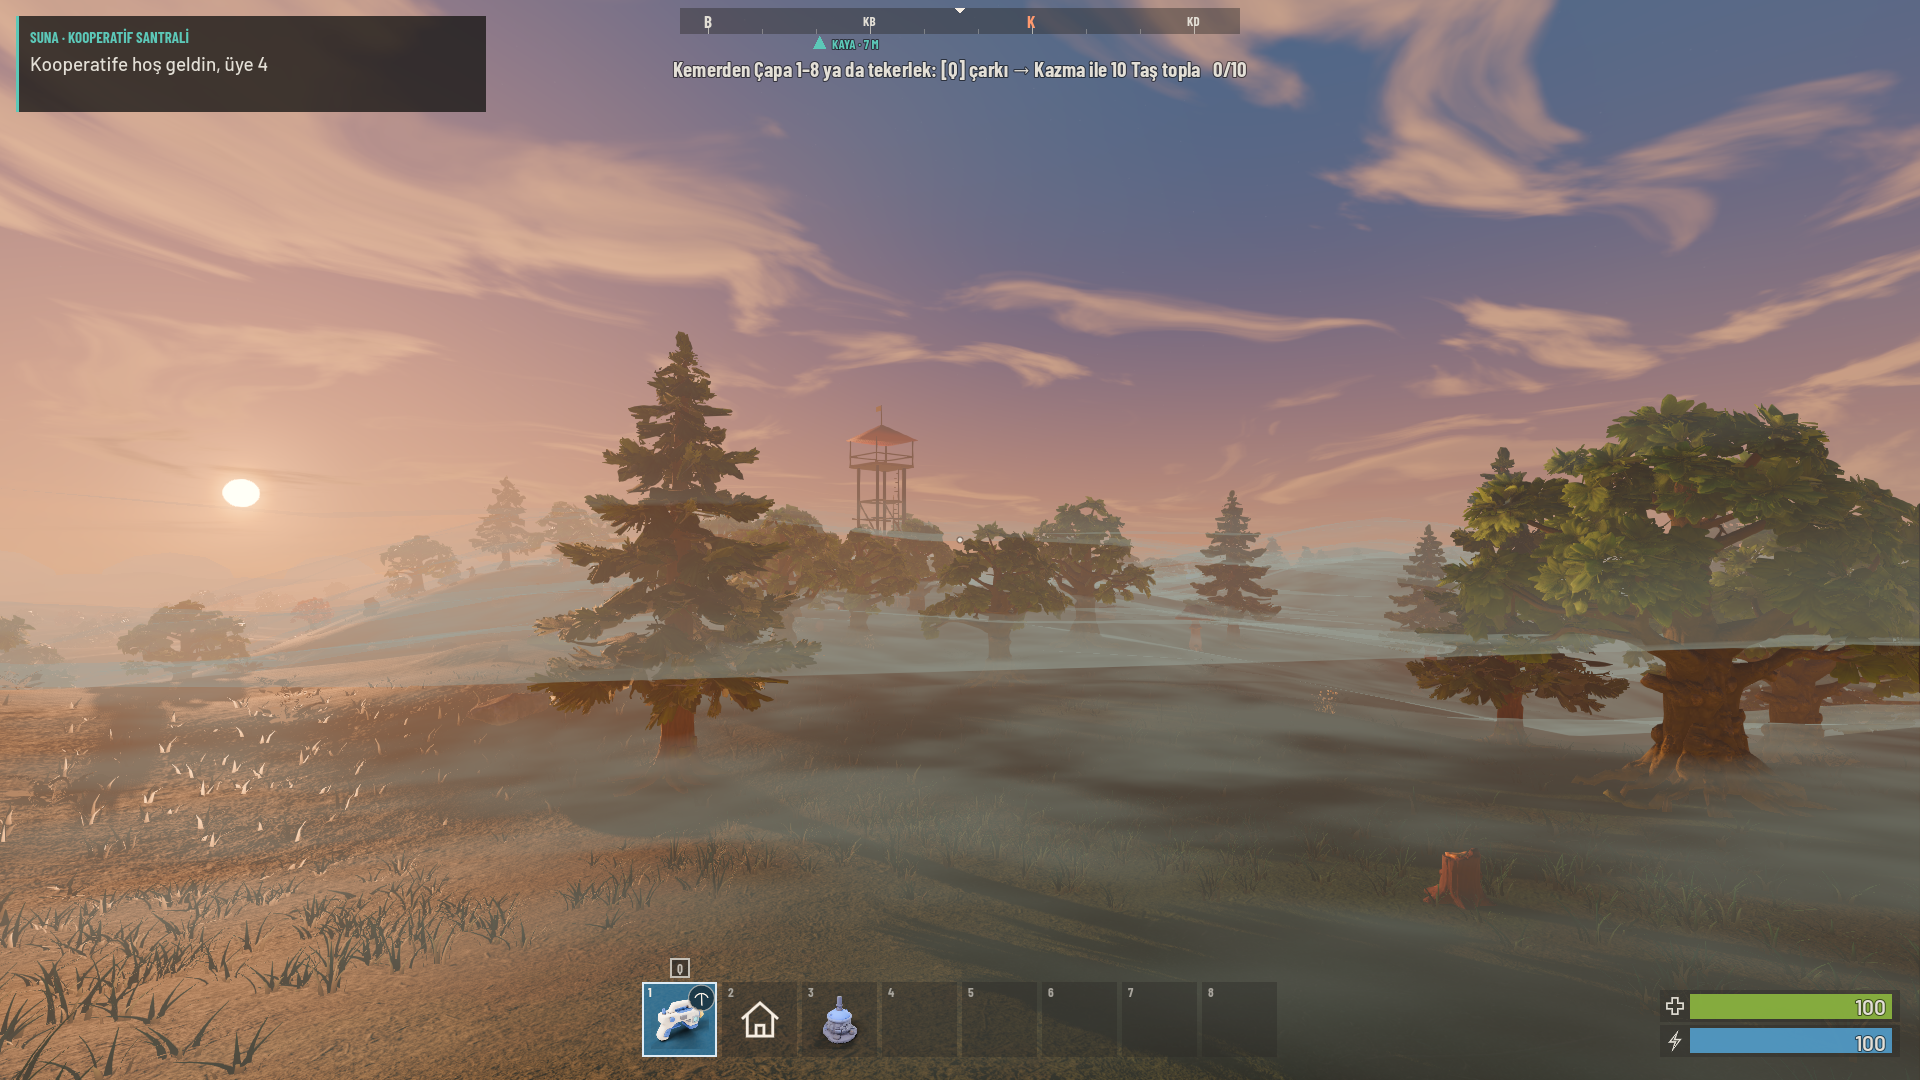 SUNA · KOOPERATİF SANTRALİ
Kooperatife hoş geldin, üye 4
B KB K KD
KAYA · 7 M
Kemerden Çapa 1-8 ya da tekerlek: [Q] çarkı → Kazma ile 10 Taş topla 0/10
Q
1 2 3 4 5 6 7 8
100
100